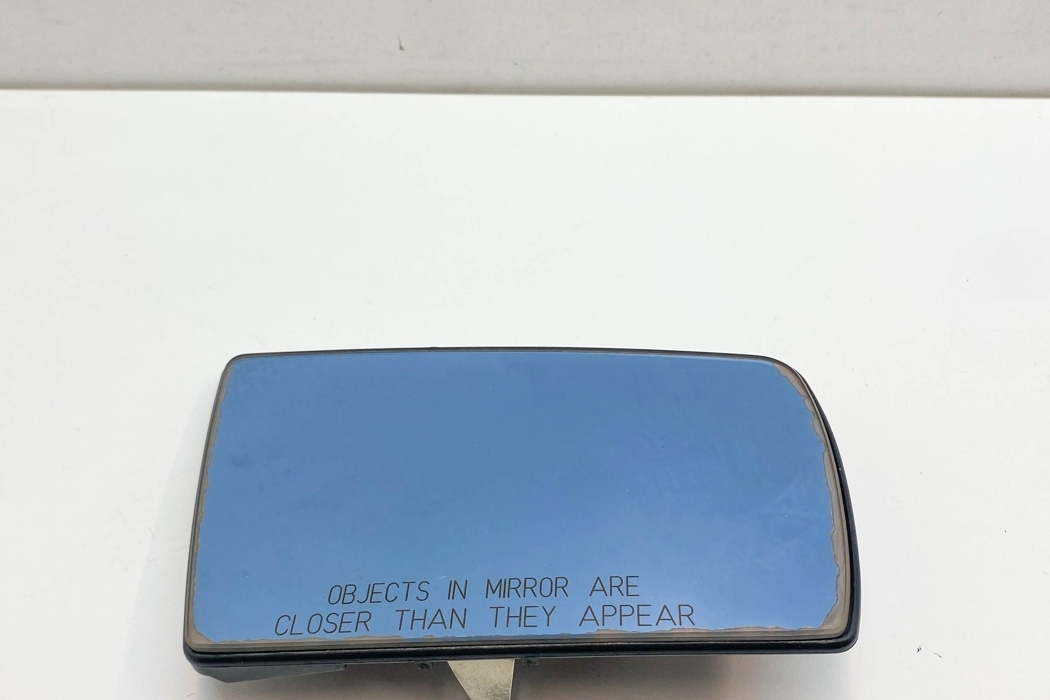 OBJECTS IN MIRROR ARE
CLOSER THAN THEY APPEAR